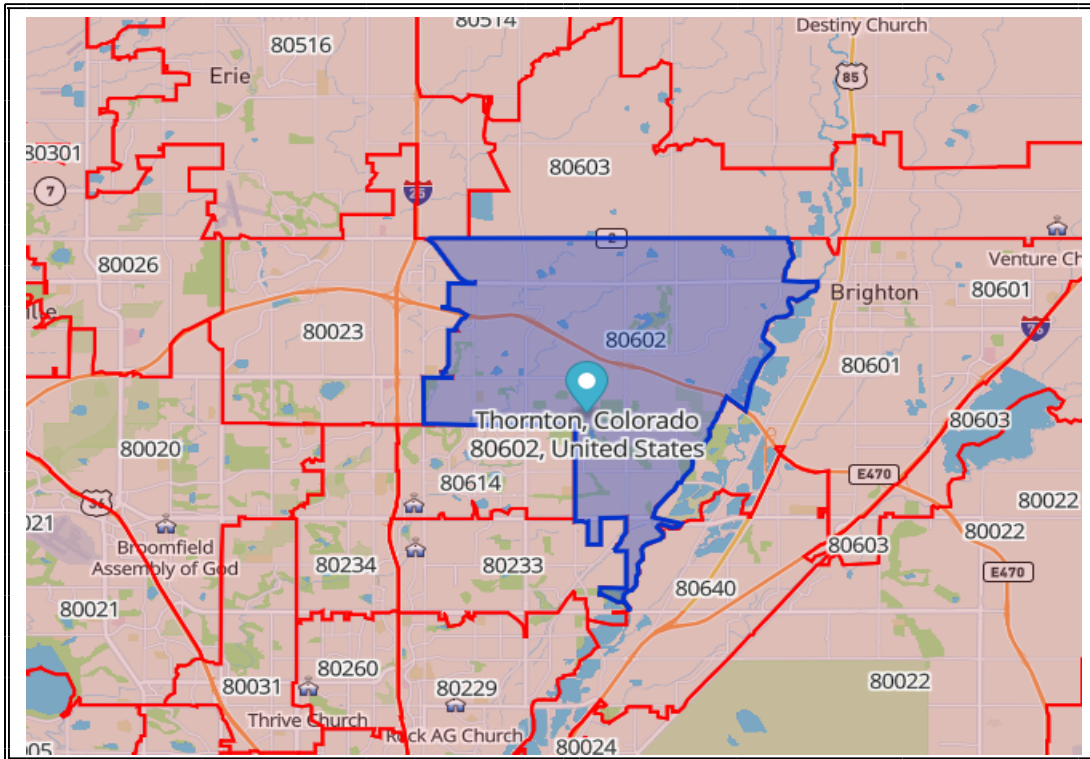 80514
Destiny Church
80516
Erie
85
80301
80603
7
25
2
80026
Venture Ch
80601
Brighton
80023
80602
76
80601
Thornton, Colorado
80602, United States
80603
80020
80614
E470
36
80022
021
80022
Broomfield
Assembly of God
80234
80233
80603
E470
80640
80021
80260
80031
80229
80022
Thrive Church
Rock AG Church
80024
005